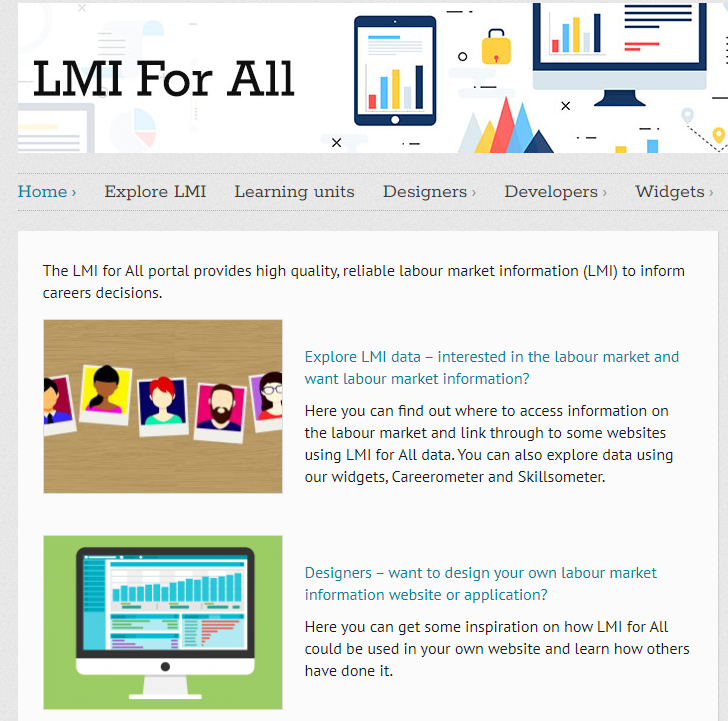 LMI For All
Home › Explore LMI Learning units Designers › Developers › Widgets ›
The LMI for All portal provides high quality, reliable labour market information (LMI) to inform
careers decisions.
Explore LMI data – interested in the labour market and
want labour market information?
Here you can find out where to access information on
the labour market and link through to some websites
using LMI for All data. You can also explore data using
our widgets, Careerometer and Skillsometer.
Designers – want to design your own labour market
information website or application?
Here you can get some inspiration on how LMI for All
could be used in your own website and learn how others
have done it.